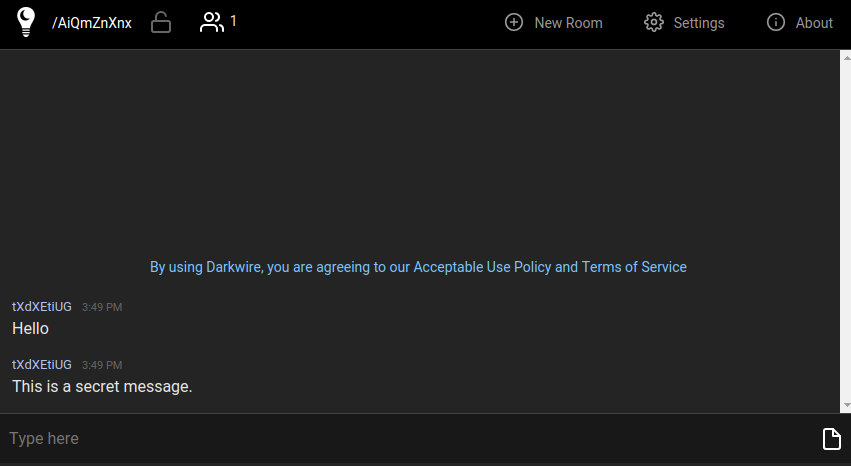 /AiQmZnXnx 1 New Room Settings About
By using Darkwire, you are agreeing to our Acceptable Use Policy and Terms of Service
tXdXEtiUG 3:49 PM
Hello
tXdXEtiUG 3:49 PM
This is a secret message.
Type here